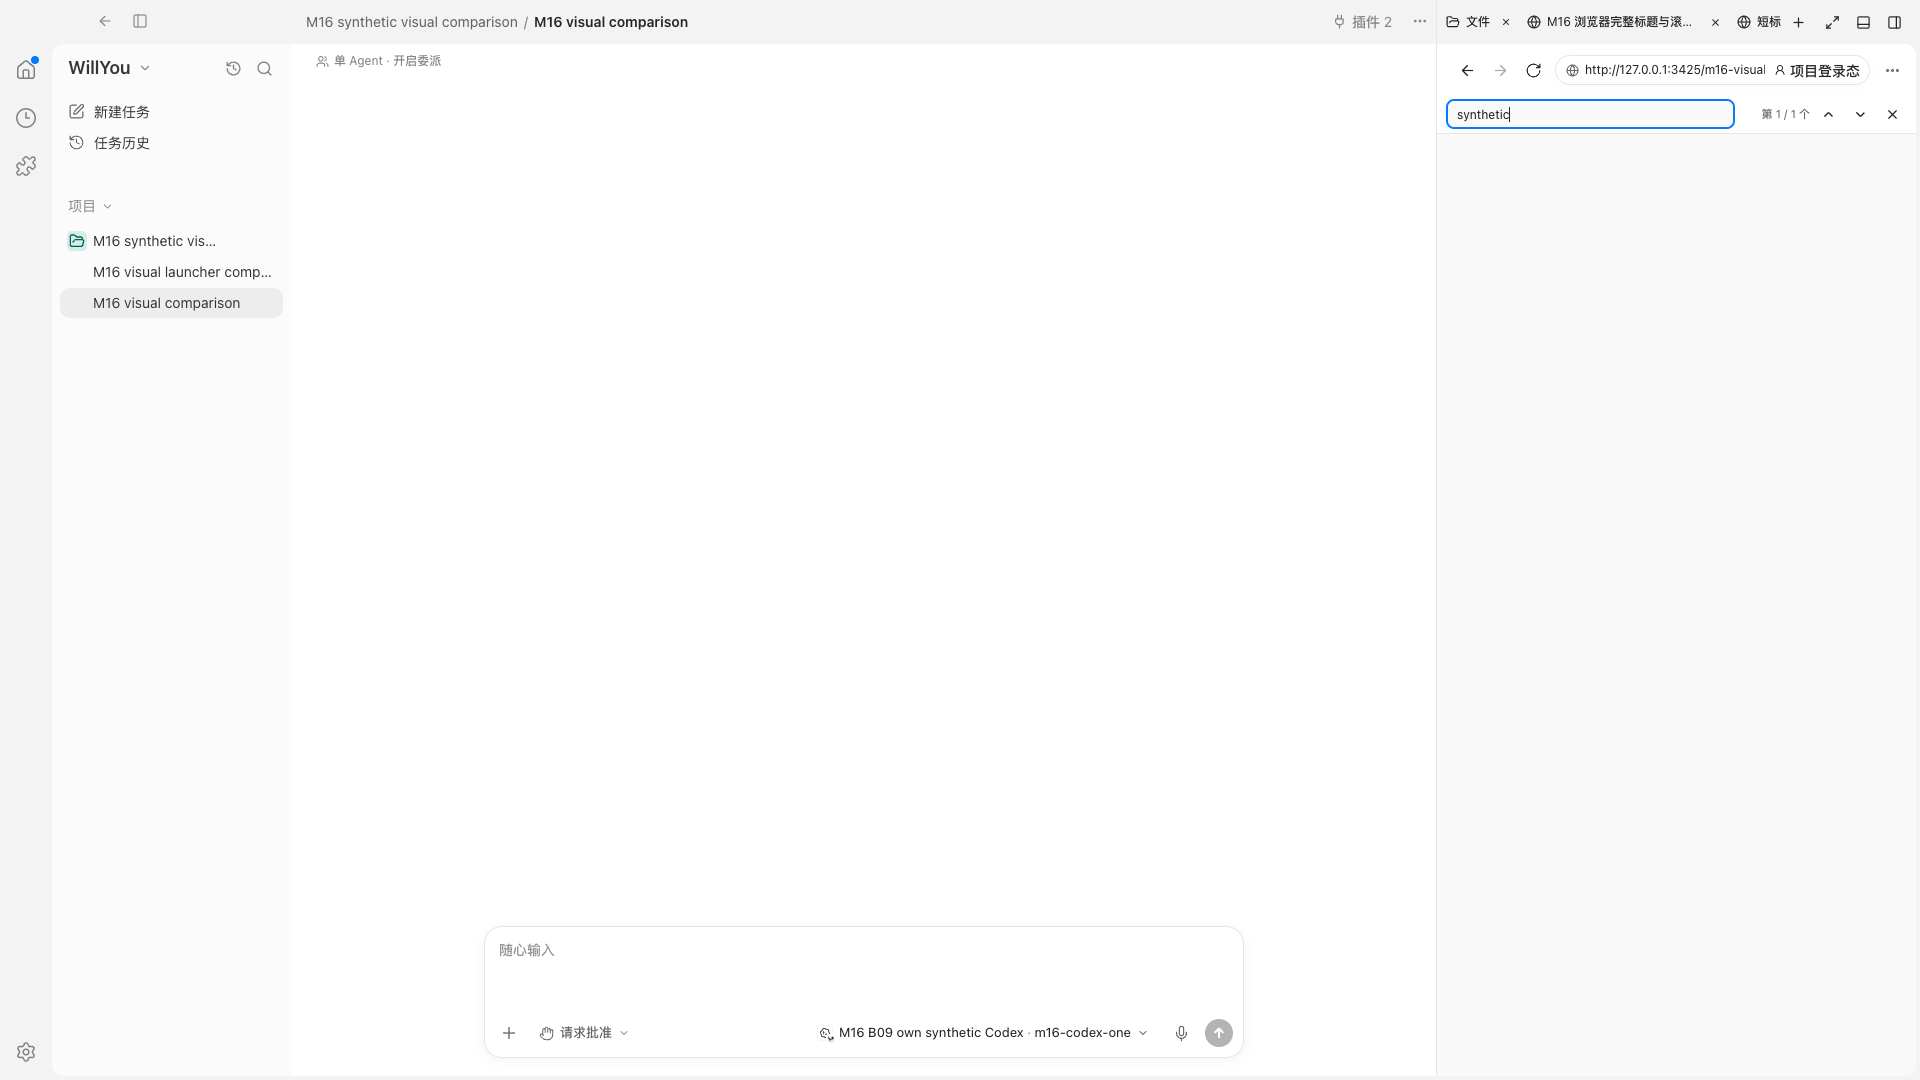 M16 synthetic visual comparison / M16 visual comparison
插件 2
文件
M16 浏览器完整标题与滚...
短标
WillYou
单 Agent · 开启委派
http://127.0.0.1:3425/m16-visual
项目登录态
synthetic
第 1 / 1 个
新建任务
任务历史
项目
M16 synthetic vis...
M16 visual launcher comp...
M16 visual comparison
随心输入
请求批准
M16 B09 own synthetic Codex · m16-codex-one